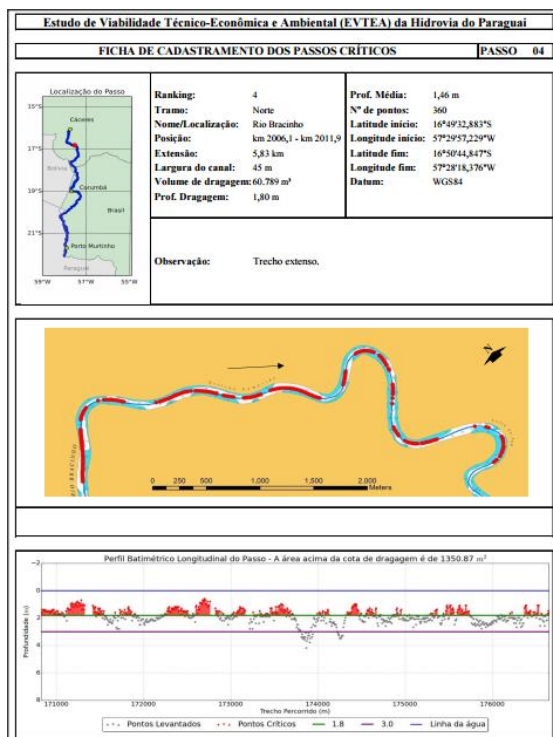 Estudo de Viabilidade Técnico-Econômica e Ambiental (EVTEA) da Hidrovia do Paraguai
FICHA DE CADASTRAMENTO DOS PASSOS CRÍTICOS
PASSO 04
Localização do Passo
15°S
17°S
19°S
21°S
59°W 57°W 55°W
Cáceres
Bolívia
Corumbá
Brasil
Porto Murtinho
Paraguai
Ranking: 4
Tramo: Norte
Nome/Localização: Rio Bracinho
Posição: km 2006,1 - km 2011,9
Extensão: 5,83 km
Largura do canal: 45 m
Volume de dragagem: 60.789 m³
Prof. Dragagem: 1,80 m
Prof. Média: 1,46 m
Nº de pontos: 360
Latitude início: 16°49'32,883"S
Longitude início: 57°29'57,229"W
Latitude fim: 16°50'44,847"S
Longitude fim: 57°28'18,376"W
Datum: WGS84
Observação: Trecho extenso.
0 250 500 1,000 1,500 2,000
Meters
Perfil Batimétrico Longitudinal do Passo - A área acima da cota de dragagem é de 1350.87 m²
Profundidade (m)
−2
0
2
4
6
8
171000 172000 173000 174000 175000 176000
Trecho Percorrido (m)
Pontos Levantados Pontos Críticos 1.8 3.0 Linha da água